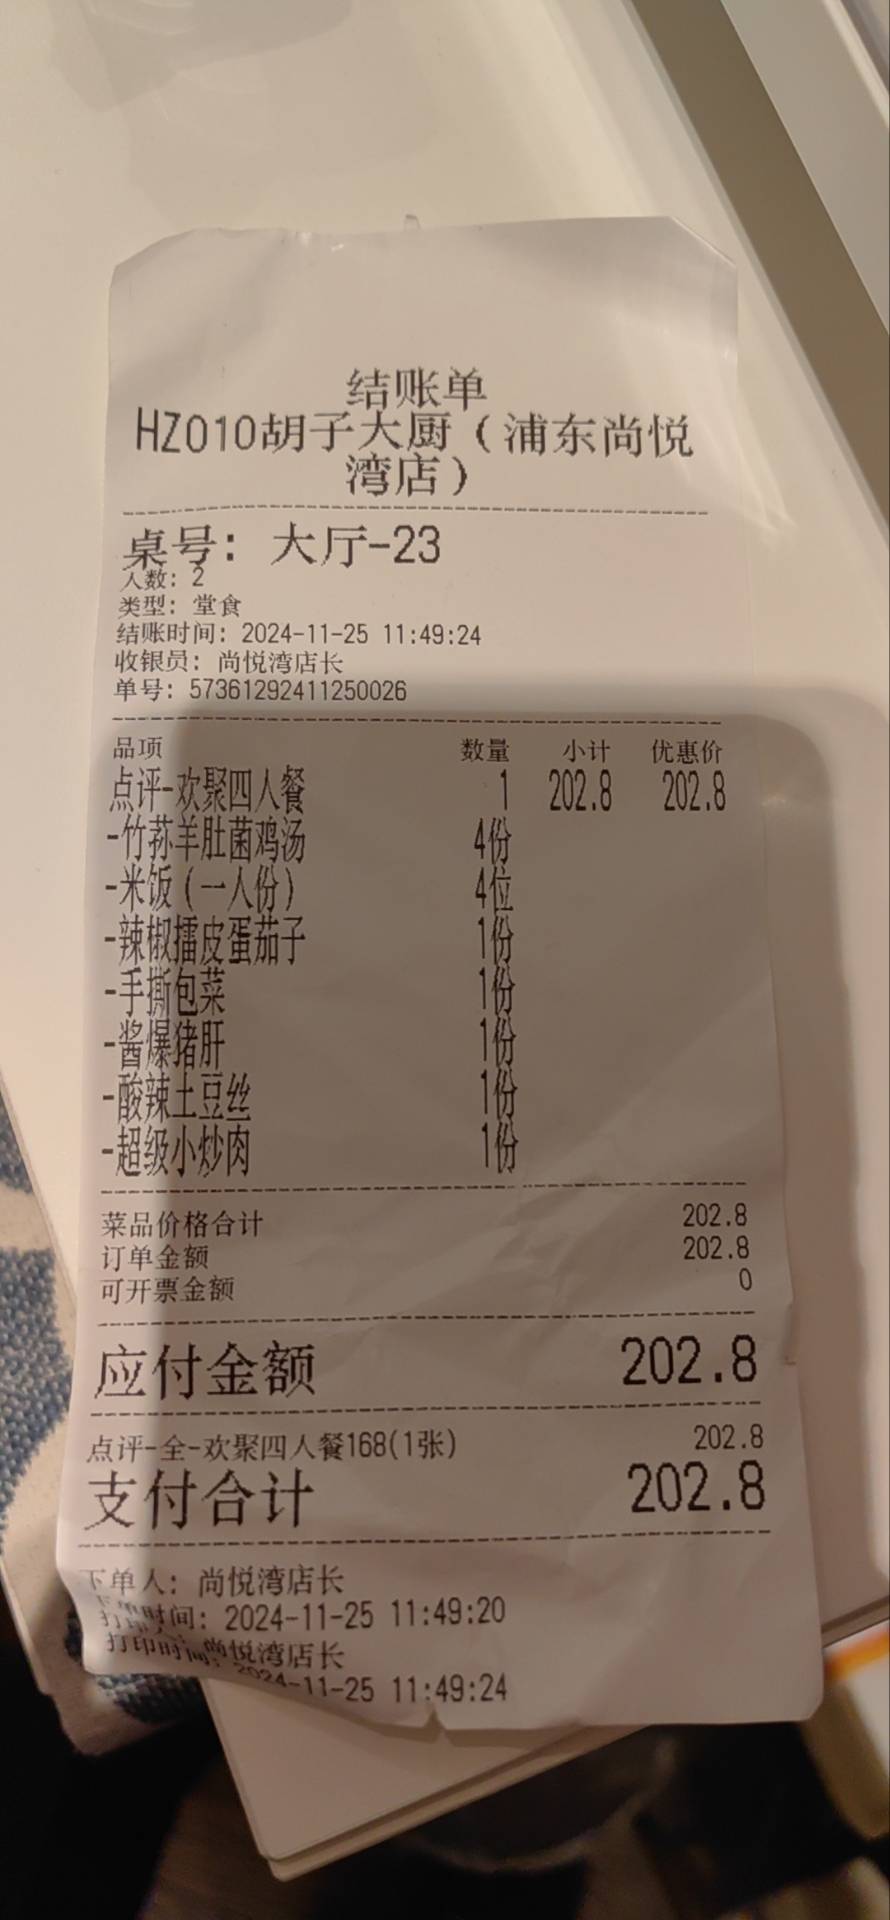 结账单
HZ010胡子大厨（浦东尚悦
湾店）
桌号：大厅-23
人数：2
类型：堂食
结账时间：2024-11-25 11:49:24
收银员：尚悦湾店长
单号：57361292411250026
品项 数量 小计 优惠价
点评-欢聚四人餐 1 202.8 202.8
-竹荪羊肚菌鸡汤 4份
-米饭（一人份） 4位
-辣椒擂皮蛋茄子 1份
-手撕包菜 1份
-酱爆猪肝 1份
-酸辣土豆丝 1份
-超级小炒肉 1份
菜品价格合计 202.8
订单金额 202.8
可开票金额 0
应付金额 202.8
点评-全-欢聚四人餐168(1张) 202.8
支付合计 202.8
下单人：尚悦湾店长
时间：2024-11-25 11:49:20
尚悦湾店长
打印时间：2024-11-25 11:49:24